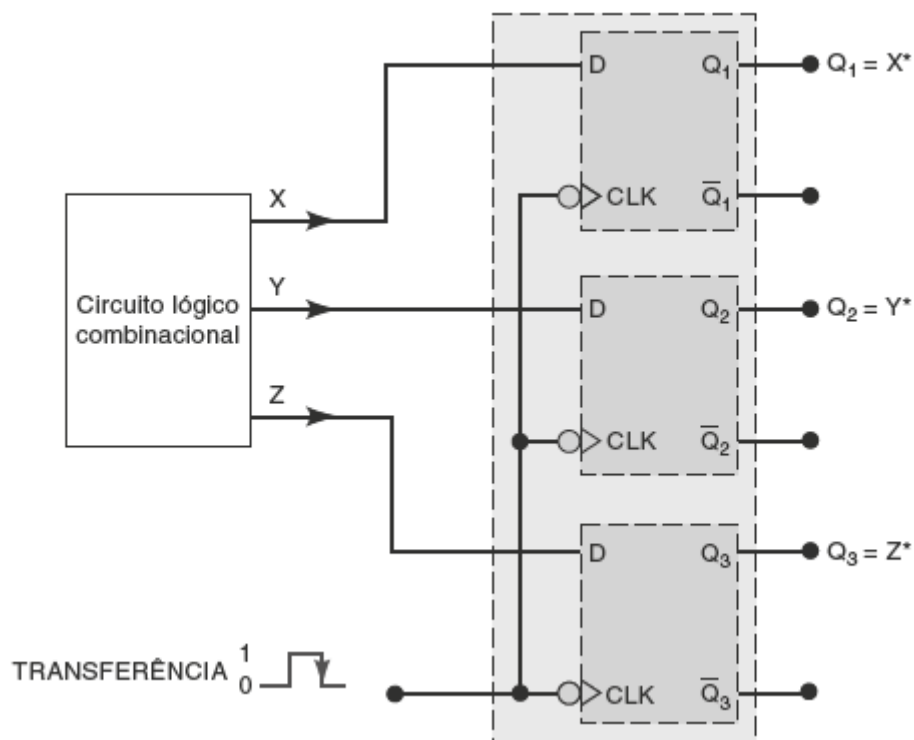 D Q₁ Q₁ = X*
X
CLK Q̅₁
Y
Circuito lógico
combinacional
D Q₂ Q₂ = Y*
Z
CLK Q̅₂
D Q₃ Q₃ = Z*
TRANSFERÊNCIA 1
0
CLK Q̅₃